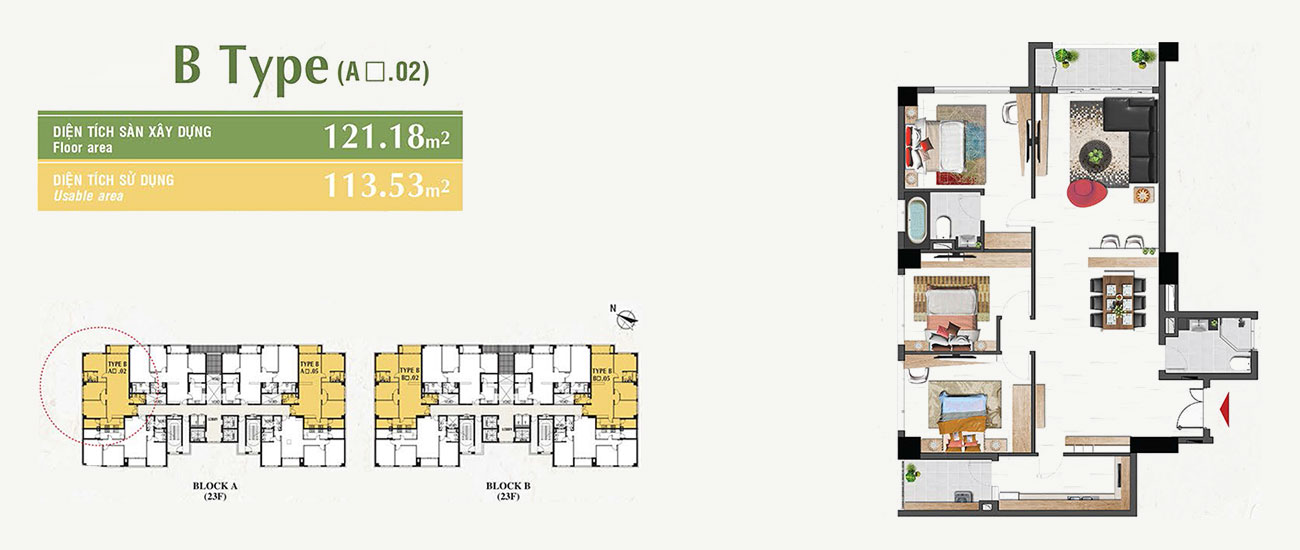 B Type (A □.02)
DIỆN TÍCH SÀN XÂY DỰNG
Floor area
121.18m2
DIỆN TÍCH SỬ DỤNG
Usable area
113.53m2
N
TYPE B
A□.02
TYPE B
A□.05
TYPE B
B□.02
TYPE B
B□.05
BLOCK A
(23F)
BLOCK B
(23F)